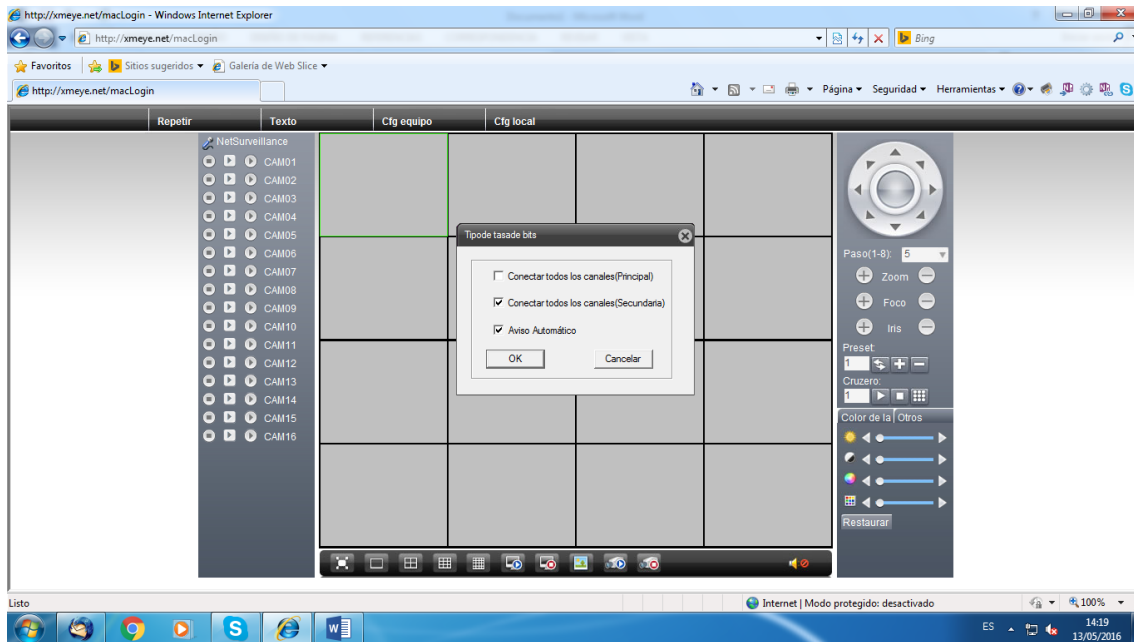 http://xmeye.net/macLogin - Windows Internet Explorer
http://xmeye.net/macLogin
Bing
Favoritos
Sitios sugeridos
Galería de Web Slice
http://xmeye.net/macLogin
Página
Seguridad
Herramientas
Repetir
Texto
Cfg equipo
Cfg local
NetSurveillance
CAM01
CAM02
CAM03
CAM04
CAM05
CAM06
CAM07
CAM08
CAM09
CAM10
CAM11
CAM12
CAM13
CAM14
CAM15
CAM16
Tipode tasade bits
Conectar todos los canales(Principal)
Conectar todos los canales(Secundaria)
Aviso Automático
OK
Cancelar
Paso(1-8):
5
Zoom
Foco
Iris
Preset:
1
Cruzero:
1
Color de la
Otros
Restaurar
Listo
Internet | Modo protegido: desactivado
100%
ES
14:19
13/05/2016